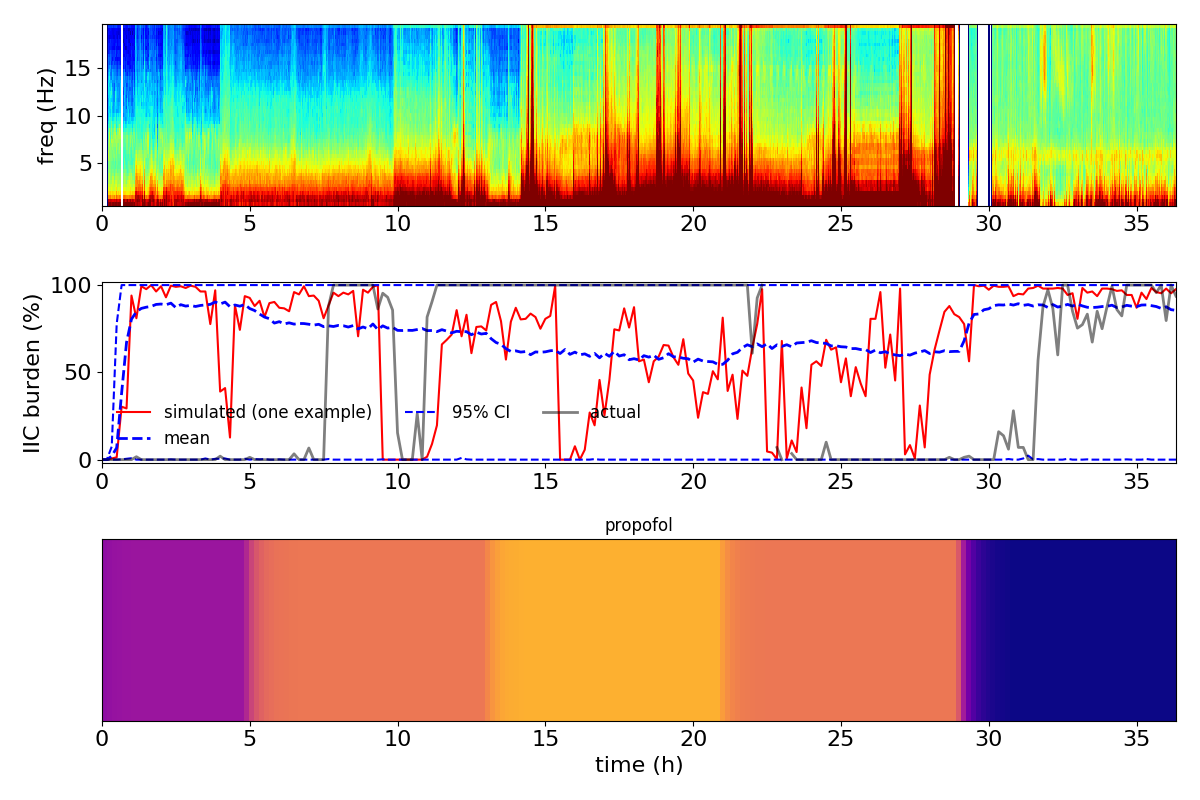 freq (Hz)
15
10
5
0 5 10 15 20 25 30 35
IIC burden (%)
100
50
0
simulated (one example) 95% CI actual
mean
0 5 10 15 20 25 30 35
propofol
0 5 10 15 20 25 30 35
time (h)